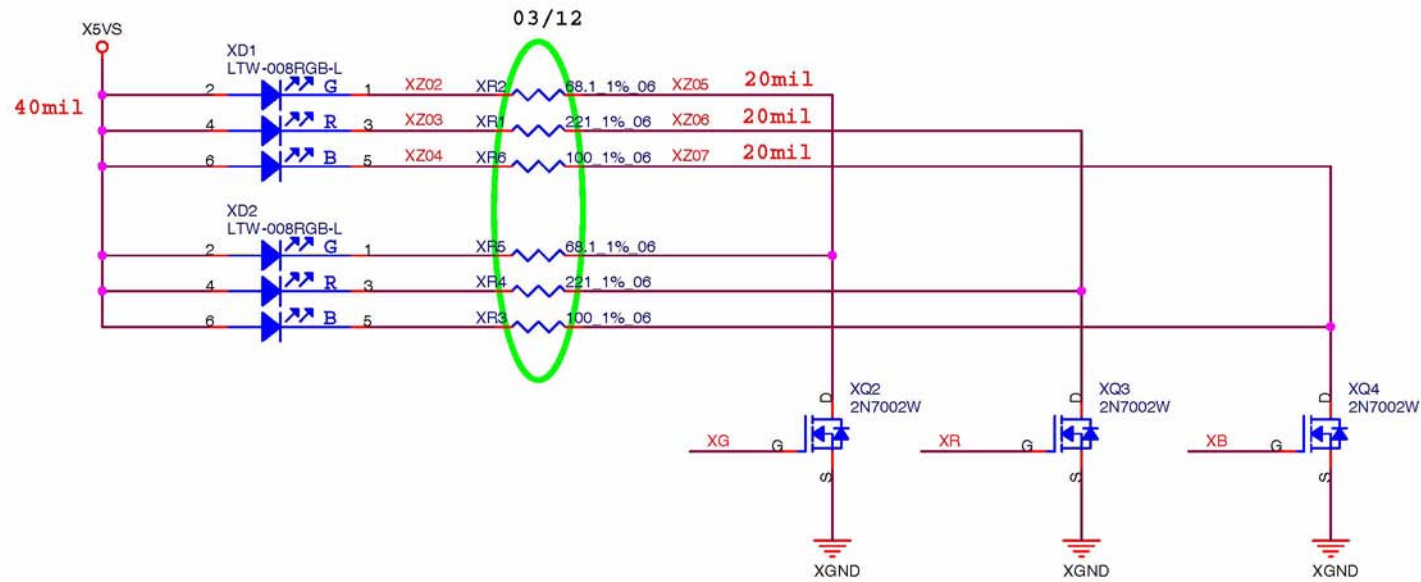 03/12
X5VS
XD1
LTW-008RGB-L
2 G 1 XZ02 XR2 68.1_1%_06 XZ05 20mil
40mil
4 R 3 XZ03 XR1 221_1%_06 XZ06 20mil
6 B 5 XZ04 XR6 100_1%_06 XZ07 20mil
XD2
LTW-008RGB-L
2 G 1 XR5 68.1_1%_06
4 R 3 XR4 221_1%_06
6 B 5 XR3 100_1%_06
D XQ2 D XQ3 D XQ4
2N7002W 2N7002W 2N7002W
XG G XR G XB G
S S S
XGND XGND XGND